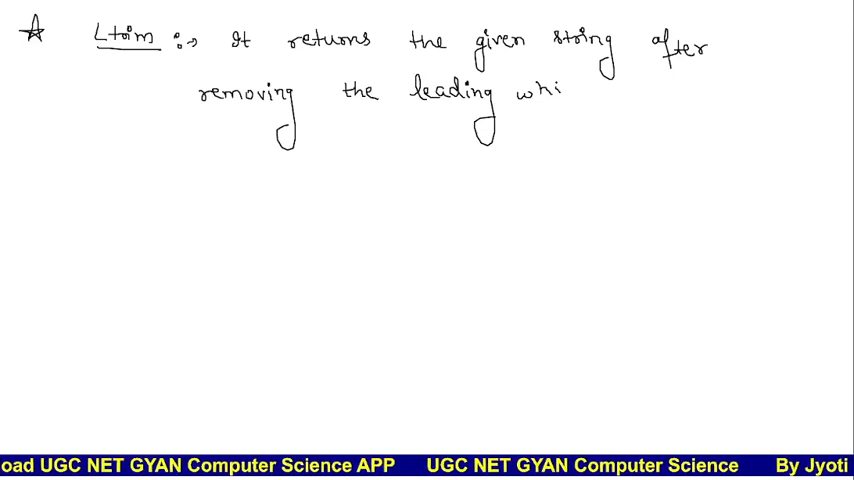 ☆ Ltrim :→ It returns the given string after
removing the leading whi
oad UGC NET GYAN Computer Science APP UGC NET GYAN Computer Science By Jyoti